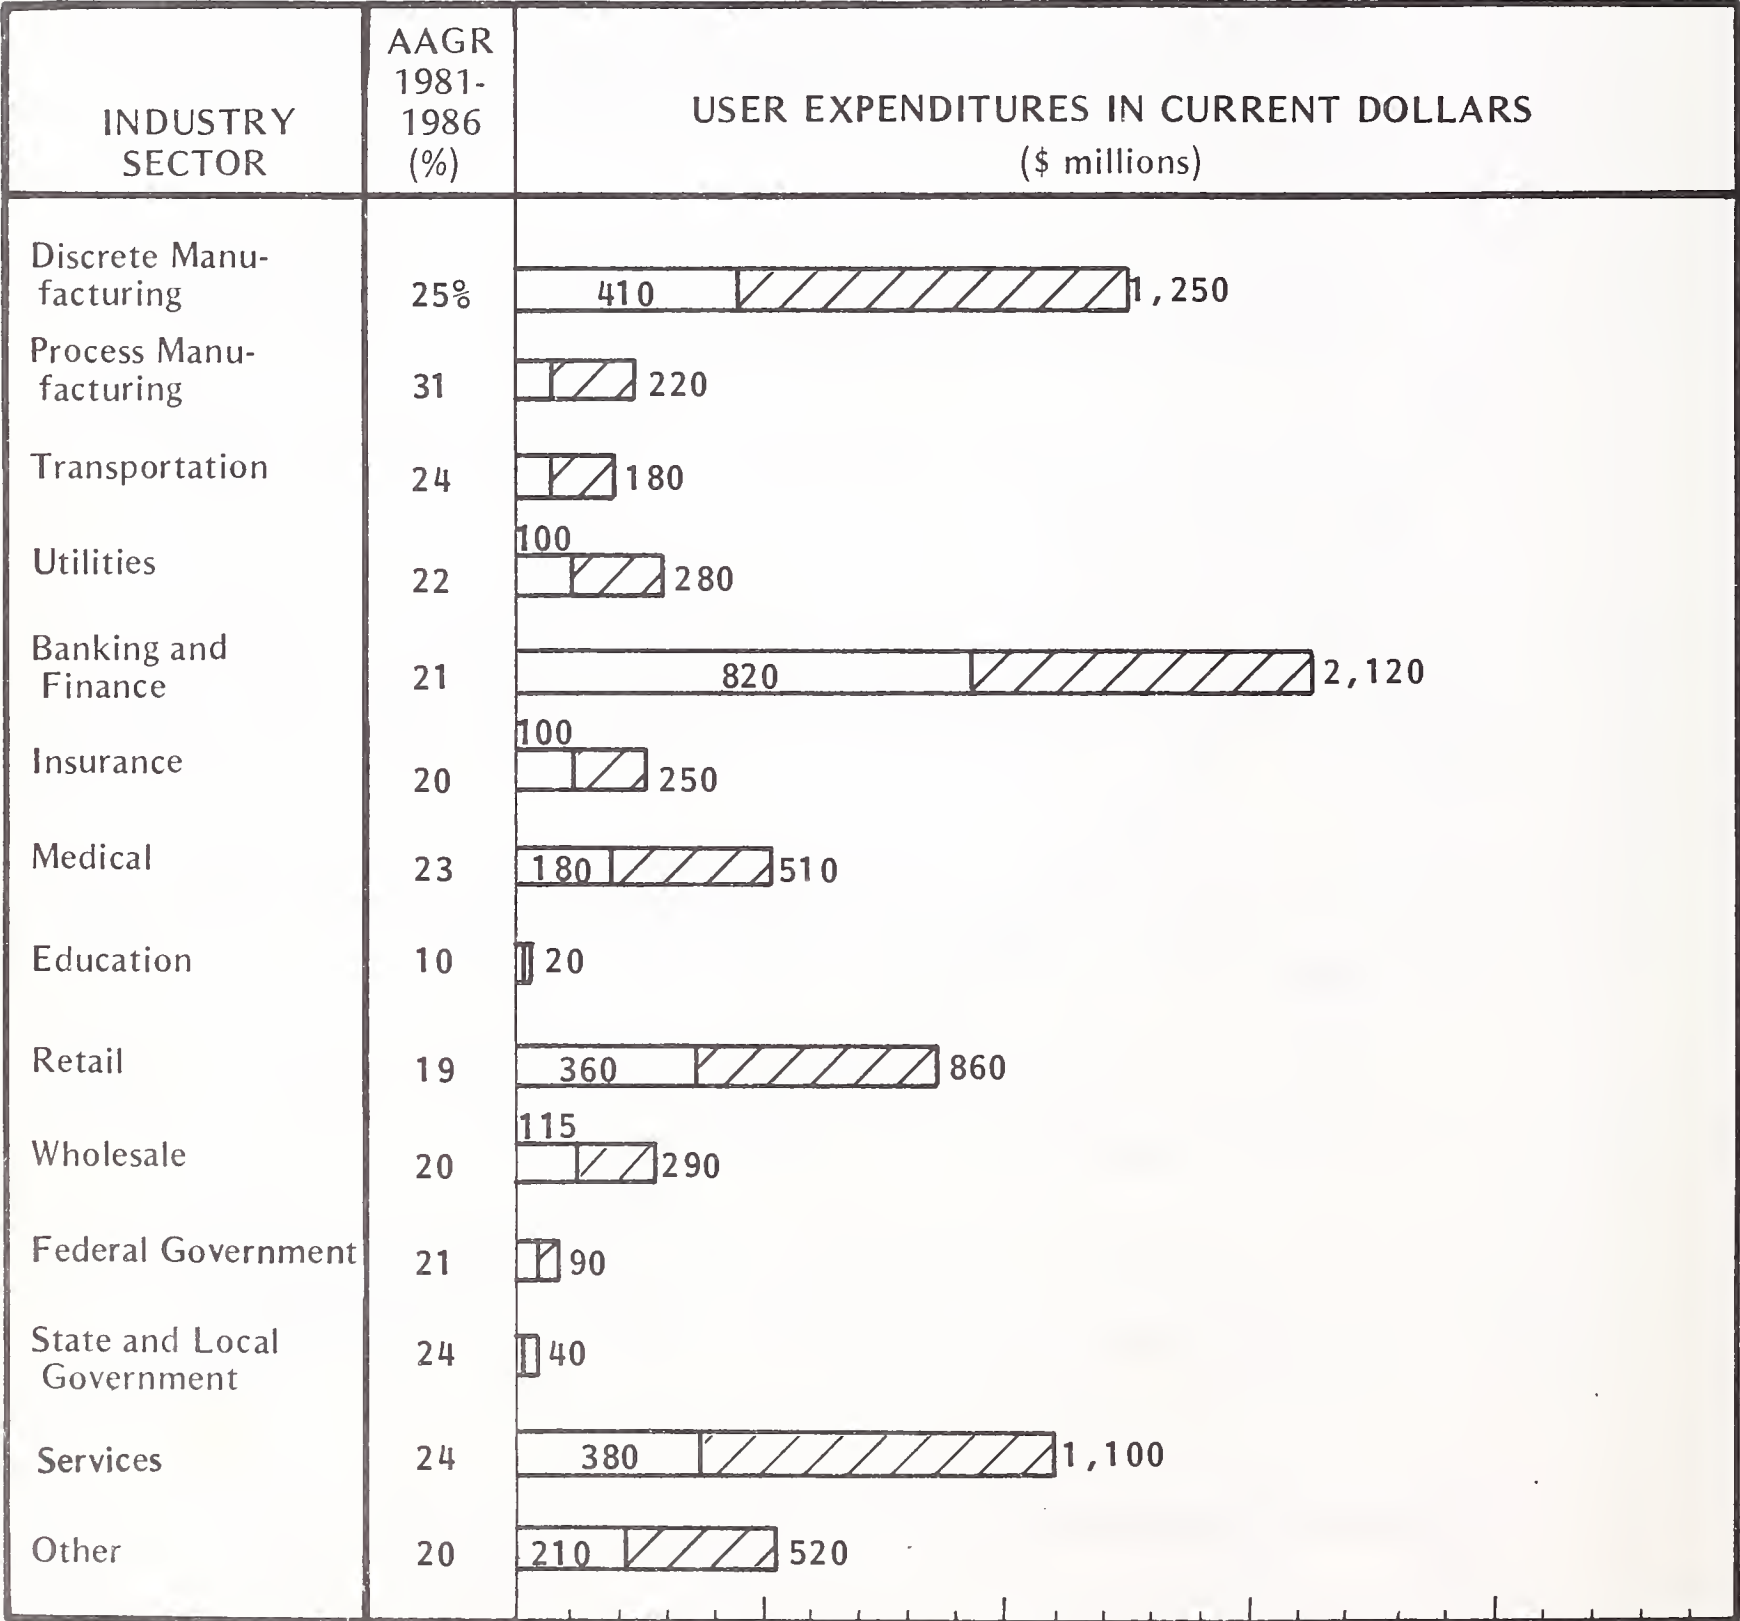 INDUSTRY
SECTOR
AAGR
1981-
1986
(%)
USER EXPENDITURES IN CURRENT DOLLARS
($ millions)
Discrete Manu-
facturing
25%
410
1,250
Process Manu-
facturing
31
220
Transportation
24
180
Utilities
22
100
280
Banking and
Finance
21
820
2,120
Insurance
20
100
250
Medical
23
180
510
Education
10
20
Retail
19
360
860
Wholesale
20
115
290
Federal Government
21
90
State and Local
Government
24
40
Services
24
380
1,100
Other
20
210
520